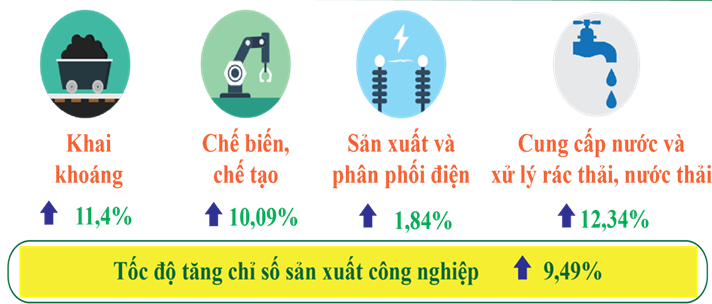 Khai
khoáng
11,4%
Chế biến,
chế tạo
10,09%
Sản xuất và
phân phối điện
1,84%
Cung cấp nước và
xử lý rác thải, nước thải
12,34%
Tốc độ tăng chỉ số sản xuất công nghiệp 9,49%